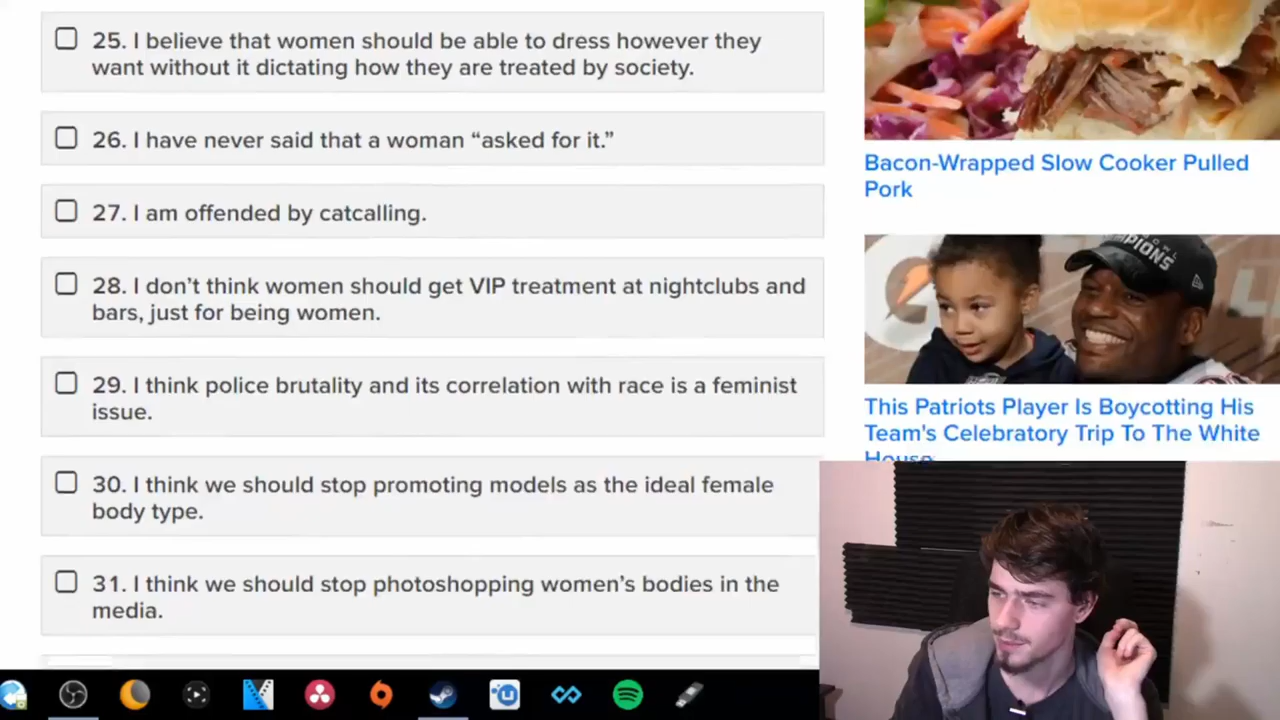 25. I believe that women should be able to dress however they
want without it dictating how they are treated by society.
26. I have never said that a woman “asked for it.”
27. I am offended by catcalling.
28. I don’t think women should get VIP treatment at nightclubs and
bars, just for being women.
29. I think police brutality and its correlation with race is a feminist
issue.
30. I think we should stop promoting models as the ideal female
body type.
31. I think we should stop photoshopping women’s bodies in the
media.
Bacon-Wrapped Slow Cooker Pulled
Pork
This Patriots Player Is Boycotting His
Team's Celebratory Trip To The White
House